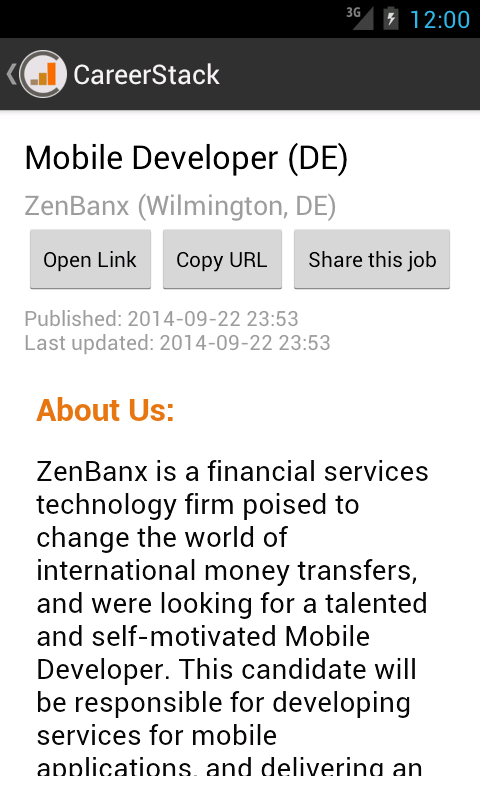 3G 12:00
CareerStack
Mobile Developer (DE)
ZenBanx (Wilmington, DE)
Open Link Copy URL Share this job
Published: 2014-09-22 23:53
Last updated: 2014-09-22 23:53
About Us:
ZenBanx is a financial services
technology firm poised to
change the world of
international money transfers,
and were looking for a talented
and self-motivated Mobile
Developer. This candidate will
be responsible for developing
services for mobile
applications, and delivering an